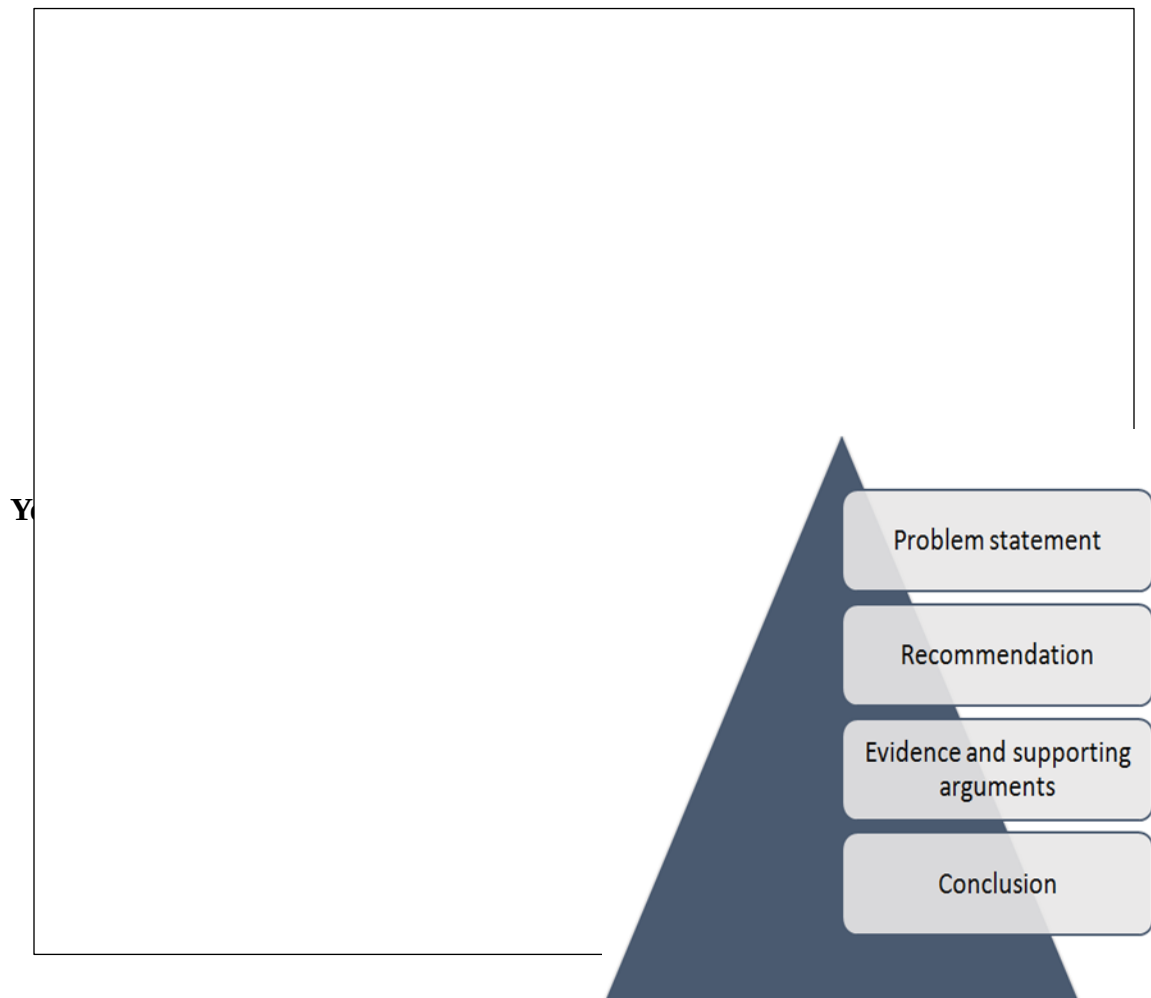 Problem statement
Recommendation
Evidence and supporting
arguments
Conclusion